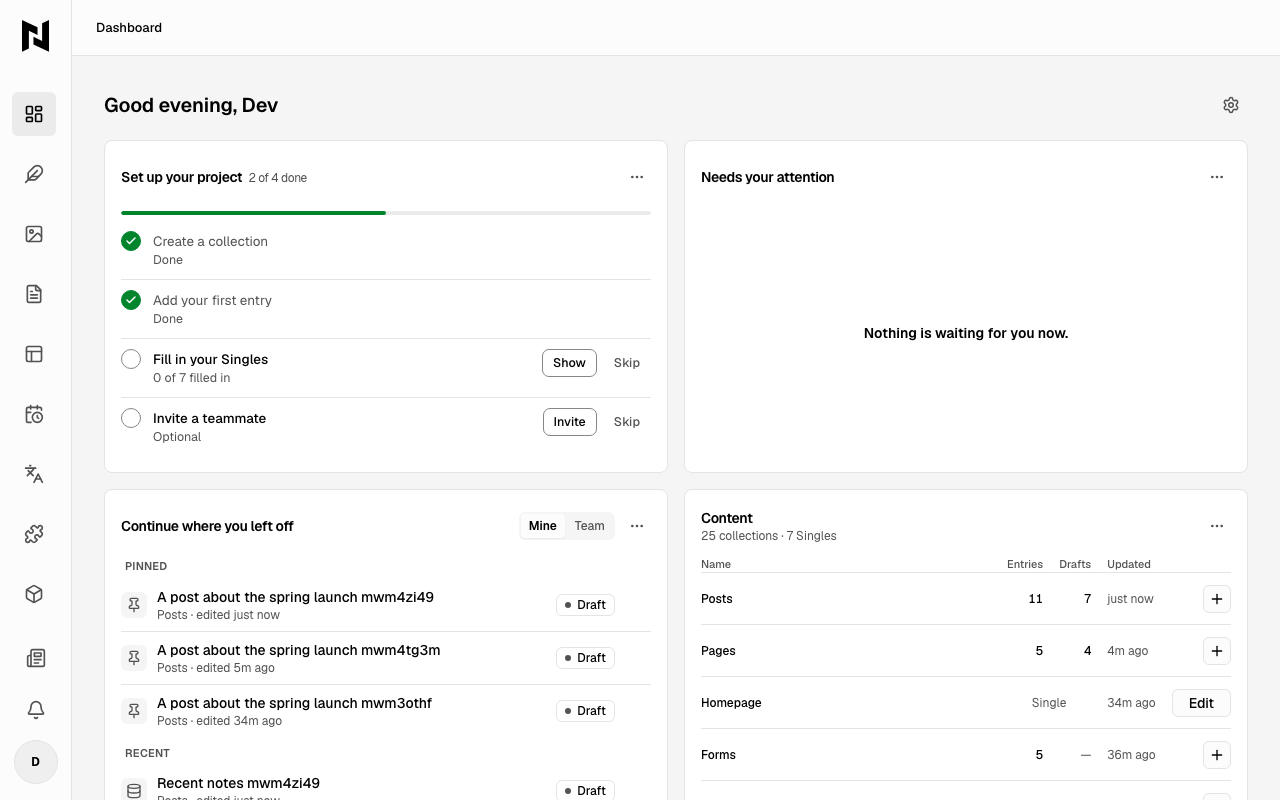 Dashboard
Good evening, Dev
Set up your project 2 of 4 done
Create a collection
Done
Add your first entry
Done
Fill in your Singles
0 of 7 filled in
Show
Skip
Invite a teammate
Optional
Invite
Skip
Needs your attention
Nothing is waiting for you now.
Continue where you left off
Mine
Team
PINNED
A post about the spring launch mwm4zi49
Posts · edited just now
Draft
A post about the spring launch mwm4tg3m
Posts · edited 5m ago
Draft
A post about the spring launch mwm3othf
Posts · edited 34m ago
Draft
RECENT
Recent notes mwm4zi49
Posts · edited just now
Draft
Content
25 collections · 7 Singles
Name Entries Drafts Updated
Posts 11 7 just now
Pages 5 4 4m ago
Homepage Single 34m ago Edit
Forms 5 — 36m ago
D